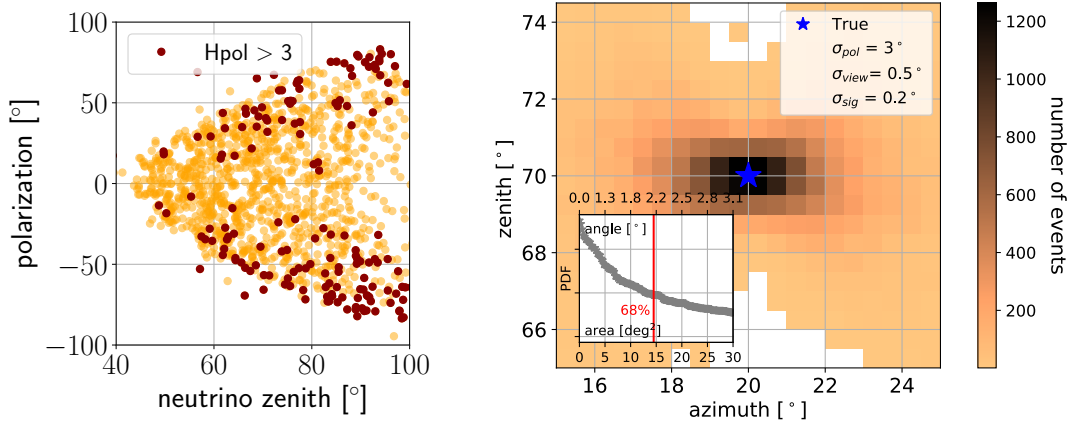 100
50
0
−50
−100
40
60
80
100
polarization [°]
neutrino zenith [°]
Hpol > 3
74
72
70
68
66
zenith [°]
16
18
20
22
24
azimuth [°]
True
σpol = 3°
σview= 0.5°
σsig = 0.2°
0.0 1.3 1.8 2.2 2.5 2.8 3.1
angle [°]
PDF
68%
area [deg²]
0 5 10 15 20 25 30
1200
1000
800
600
400
200
number of events